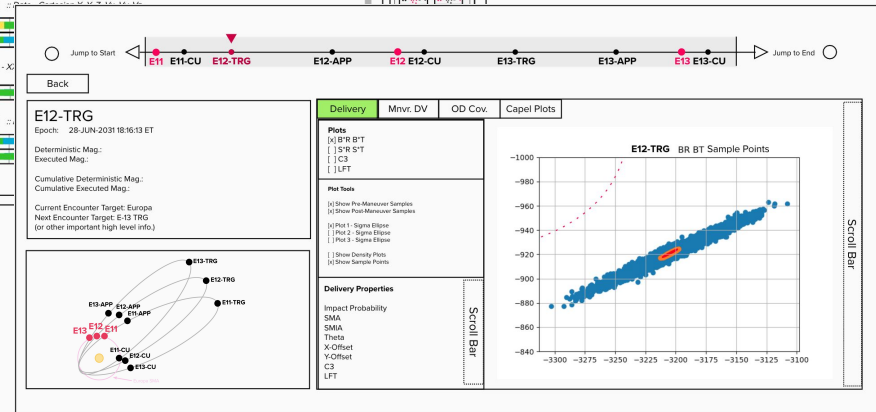 Jump to Start
E11 E11-CU E12-TRG E12-APP E12 E12-CU E13-TRG E13-APP E13 E13-CU
Jump to End
Back
E12-TRG
Epoch: 28-JUN-2031 18:16:13 ET
Deterministic Mag.:
Executed Mag.:
Cumulative Deterministic Mag.:
Cumulative Executed Mag.:
Current Encounter Target: Europa
Next Encounter Target: E-13 TRG
(or other important high level info.)
E13-TRG
E12-TRG
E11-TRG
E13-APP
E12-APP
E11-APP
E13 E12 E11
E11-CU
E12-CU
E13-CU
Delivery Mnvr. DV OD Cov. Capel Plots
Plots
[x] B*R B*T
[ ] S*R S*T
[ ] C3
[ ] LFT
Plot Tools
[x] Show Pre-Maneuver Samples
[x] Show Post-Maneuver Samples
[x] Plot 1 - Sigma Ellipse
[ ] Plot 2 - Sigma Ellipse
[ ] Plot 3 - Sigma Ellipse
[ ] Show Density Plots
[x] Show Sample Points
Delivery Properties
Impact Probability
SMA
SMIA
Theta
X-Offset
Y-Offset
C3
LFT
Scroll Bar
E12-TRG BR BT Sample Points
−1000
−980
−960
−940
−920
−900
−880
−860
−840
−3300 −3275 −3250 −3225 −3200 −3175 −3150 −3125 −3100
Scroll Bar